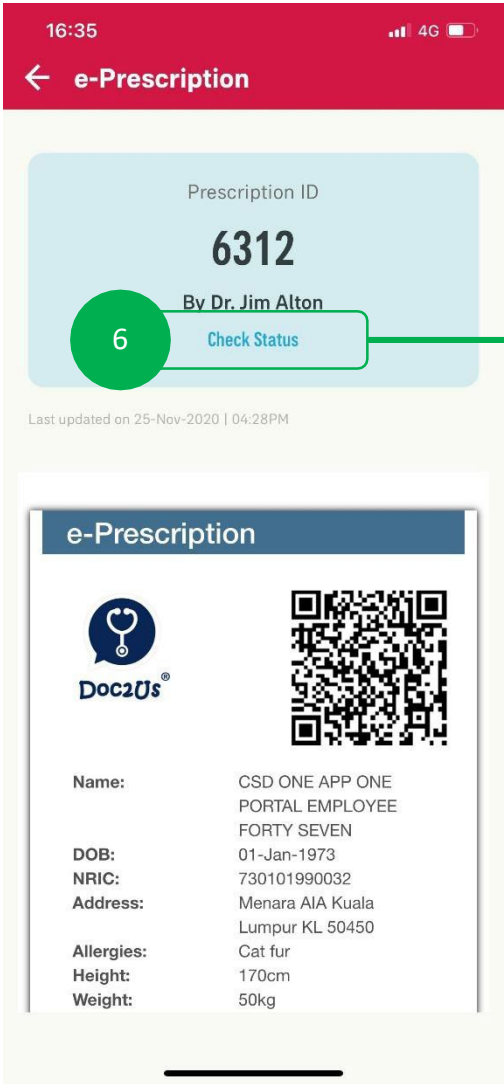 16:35 4G
e-Prescription
Prescription ID
6312
By Dr. Jim Alton
6 Check Status
Last updated on 25-Nov-2020 | 04:28PM
e-Prescription
Doc2Us®
Name: CSD ONE APP ONE
PORTAL EMPLOYEE
FORTY SEVEN
DOB: 01-Jan-1973
NRIC: 730101990032
Address: Menara AIA Kuala
Lumpur KL 50450
Allergies: Cat fur
Height: 170cm
Weight: 50kg